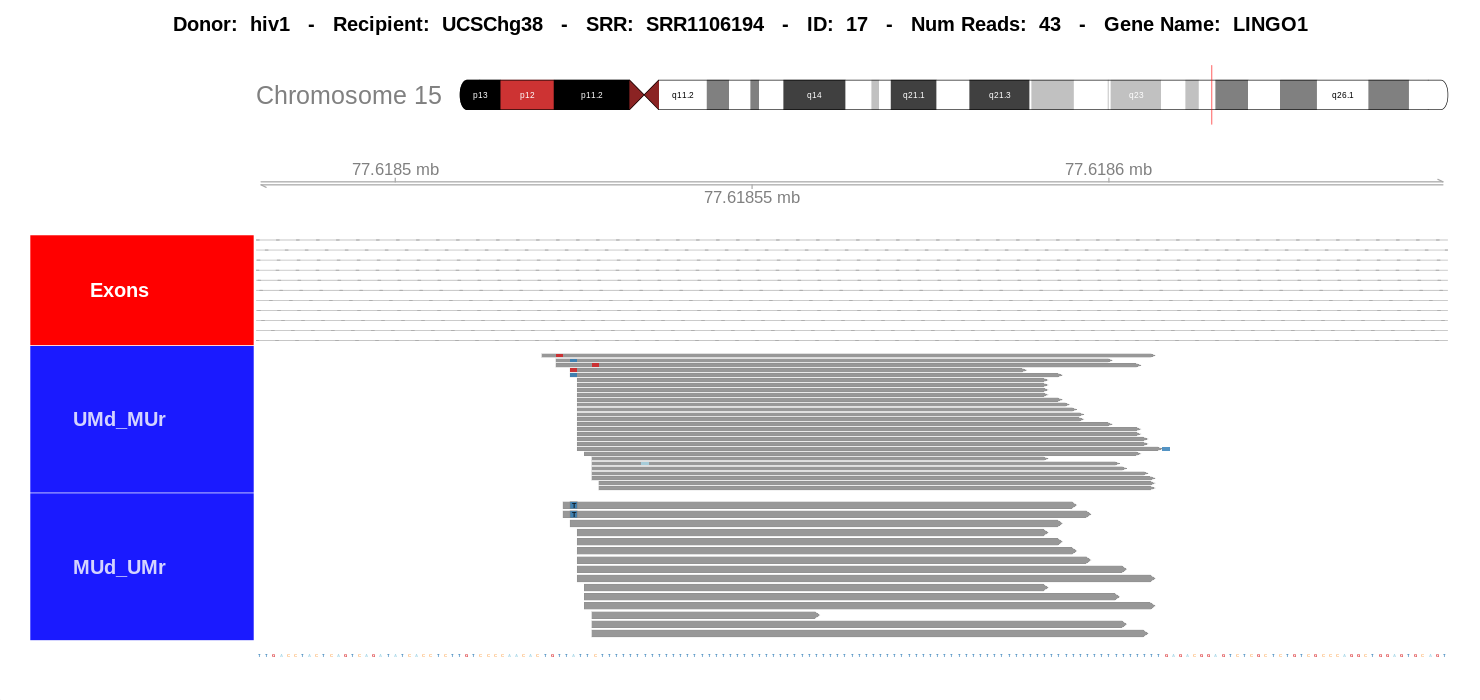 Donor: hiv1 - Recipient: UCSChg38 - SRR: SRR1106194 - ID: 17 - Num Reads: 43 - Gene Name: LINGO1
Chromosome 15 p13 p12 p11.2 q11.2 q14 q21.1 q21.3 q23 q26.1
77.6185 mb 77.6186 mb
77.61855 mb
Exons
UMd_MUr
T
T
MUd_UMr